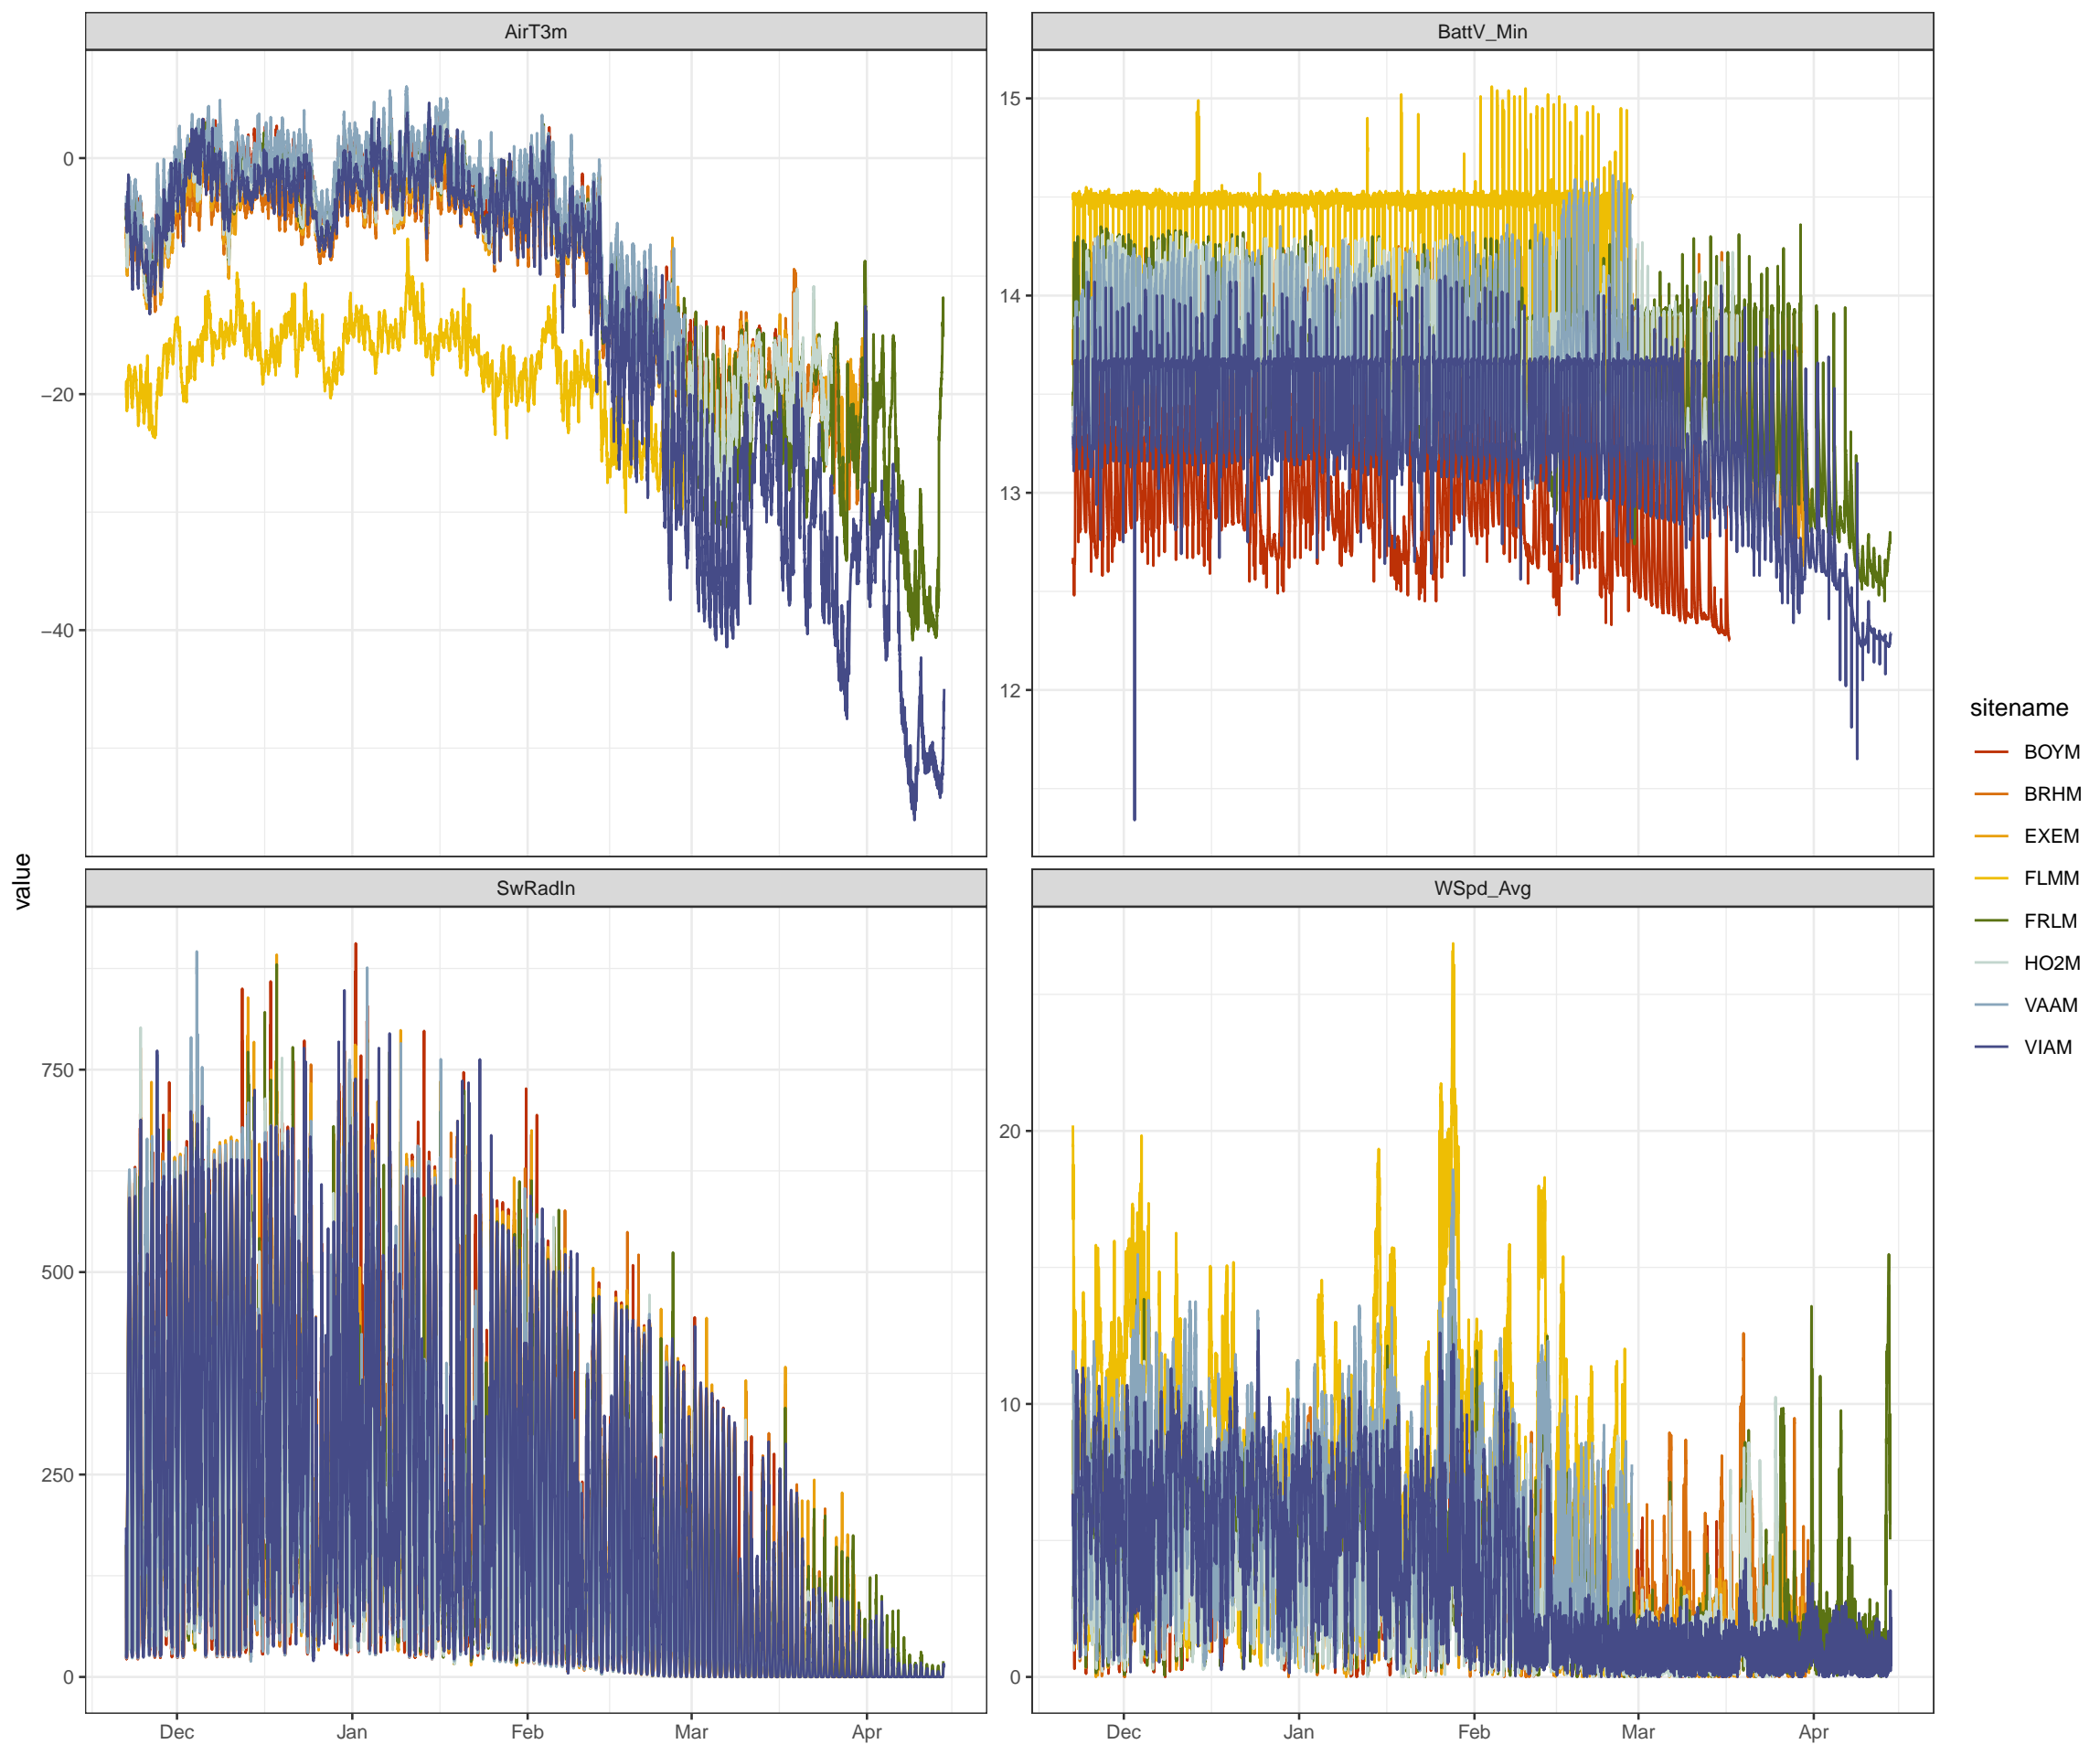 AirT3m
BattV_Min
0
−20
−40
15
14
13
12
value
SwRadIn
WSpd_Avg
750
500
250
0
20
10
0
Dec Jan Feb Mar Apr
Dec Jan Feb Mar Apr
sitename
BOYM
BRHM
EXEM
FLMM
FRLM
HO2M
VAAM
VIAM